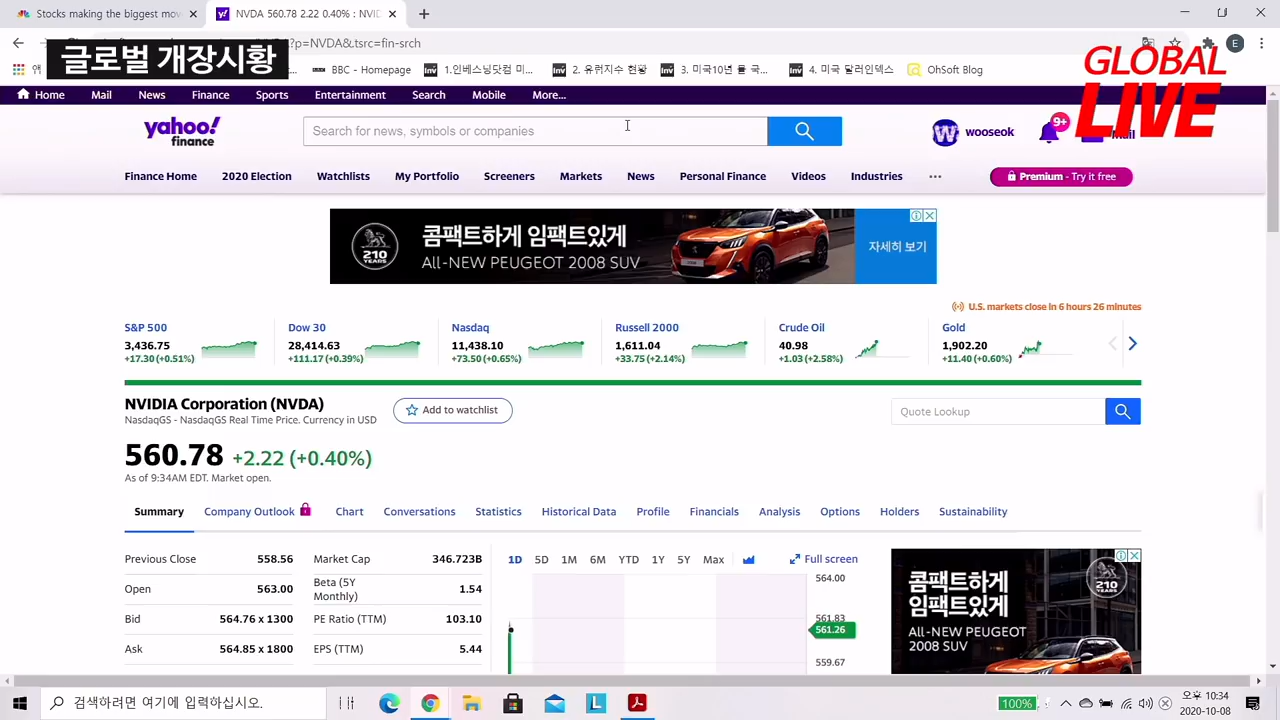 Stocks making the biggest mov
NVDA 560.78 2.22 0.40% : NVID
?p=NVDA&.tsrc=fin-srch
E
글로벌 개장시황
GLOBAL
LIVE
BBC - Homepage
1.인베스팅닷컴 미...
2. 유럽지수 현황
3. 미국10년 물 국...
4. 미국 달러인덱스
OhSoft Blog
Home
Mail
News
Finance
Sports
Entertainment
Search
Mobile
More...
yahoo!
finance
Search for news, symbols or companies
wooseok
9+
Mail
Finance Home
2020 Election
Watchlists
My Portfolio
Screeners
Markets
News
Personal Finance
Videos
Industries
Premium - Try it free
210
YEARS
콤팩트하게 임팩트있게
ALL-NEW PEUGEOT 2008 SUV
자세히 보기
U.S. markets close in 6 hours 26 minutes
S&P 500
3,436.75
+17.30 (+0.51%)
Dow 30
28,414.63
+111.17 (+0.39%)
Nasdaq
11,438.10
+73.50 (+0.65%)
Russell 2000
1,611.04
+33.75 (+2.14%)
Crude Oil
40.98
+1.03 (+2.58%)
Gold
1,902.20
+11.40 (+0.60%)
NVIDIA Corporation (NVDA)
NasdaqGS - NasdaqGS Real Time Price. Currency in USD
Add to watchlist
Quote Lookup
560.78 +2.22 (+0.40%)
As of 9:34AM EDT. Market open.
Summary
Company Outlook
Chart
Conversations
Statistics
Historical Data
Profile
Financials
Analysis
Options
Holders
Sustainability
Previous Close 558.56
Open 563.00
Bid 564.76 x 1300
Ask 564.85 x 1800
Market Cap 346.723B
Beta (5Y
Monthly) 1.54
PE Ratio (TTM) 103.10
EPS (TTM) 5.44
1D 5D 1M 6M YTD 1Y 5Y Max
Full screen
564.00
561.83
561.26
559.67
콤팩트하게
임팩트있게
ALL-NEW PEUGEOT
2008 SUV
210
YEARS
검색하려면 여기에 입력하십시오.
100%
오후 10:34
2020-10-08